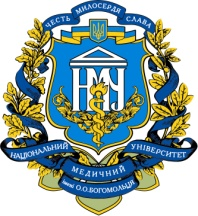 ЧЕСТЬ МИЛОСЕРДЯ СЛАВА
НМУ
НАЦІОНАЛЬНИЙ УНІВЕРСИТЕТ
МЕДИЧНИЙ
імені О.О.БОГОМОЛЬЦЯ